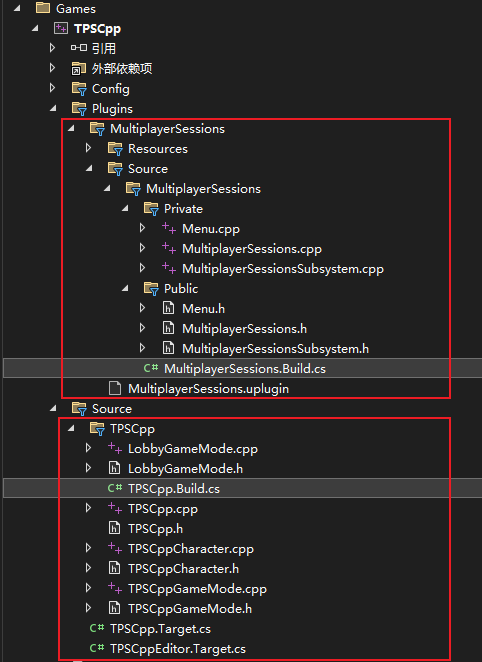 Games
TPSCpp
引用
外部依赖项
Config
Plugins
MultiplayerSessions
Resources
Source
MultiplayerSessions
Private
Menu.cpp
MultiplayerSessions.cpp
MultiplayerSessionsSubsystem.cpp
Public
Menu.h
MultiplayerSessions.h
MultiplayerSessionsSubsystem.h
C# MultiplayerSessions.Build.cs
MultiplayerSessions.uplugin
Source
TPSCpp
LobbyGameMode.cpp
LobbyGameMode.h
C# TPSCpp.Build.cs
TPSCpp.cpp
TPSCpp.h
TPSCppCharacter.cpp
TPSCppCharacter.h
TPSCppGameMode.cpp
TPSCppGameMode.h
C# TPSCpp.Target.cs
C# TPSCppEditor.Target.cs